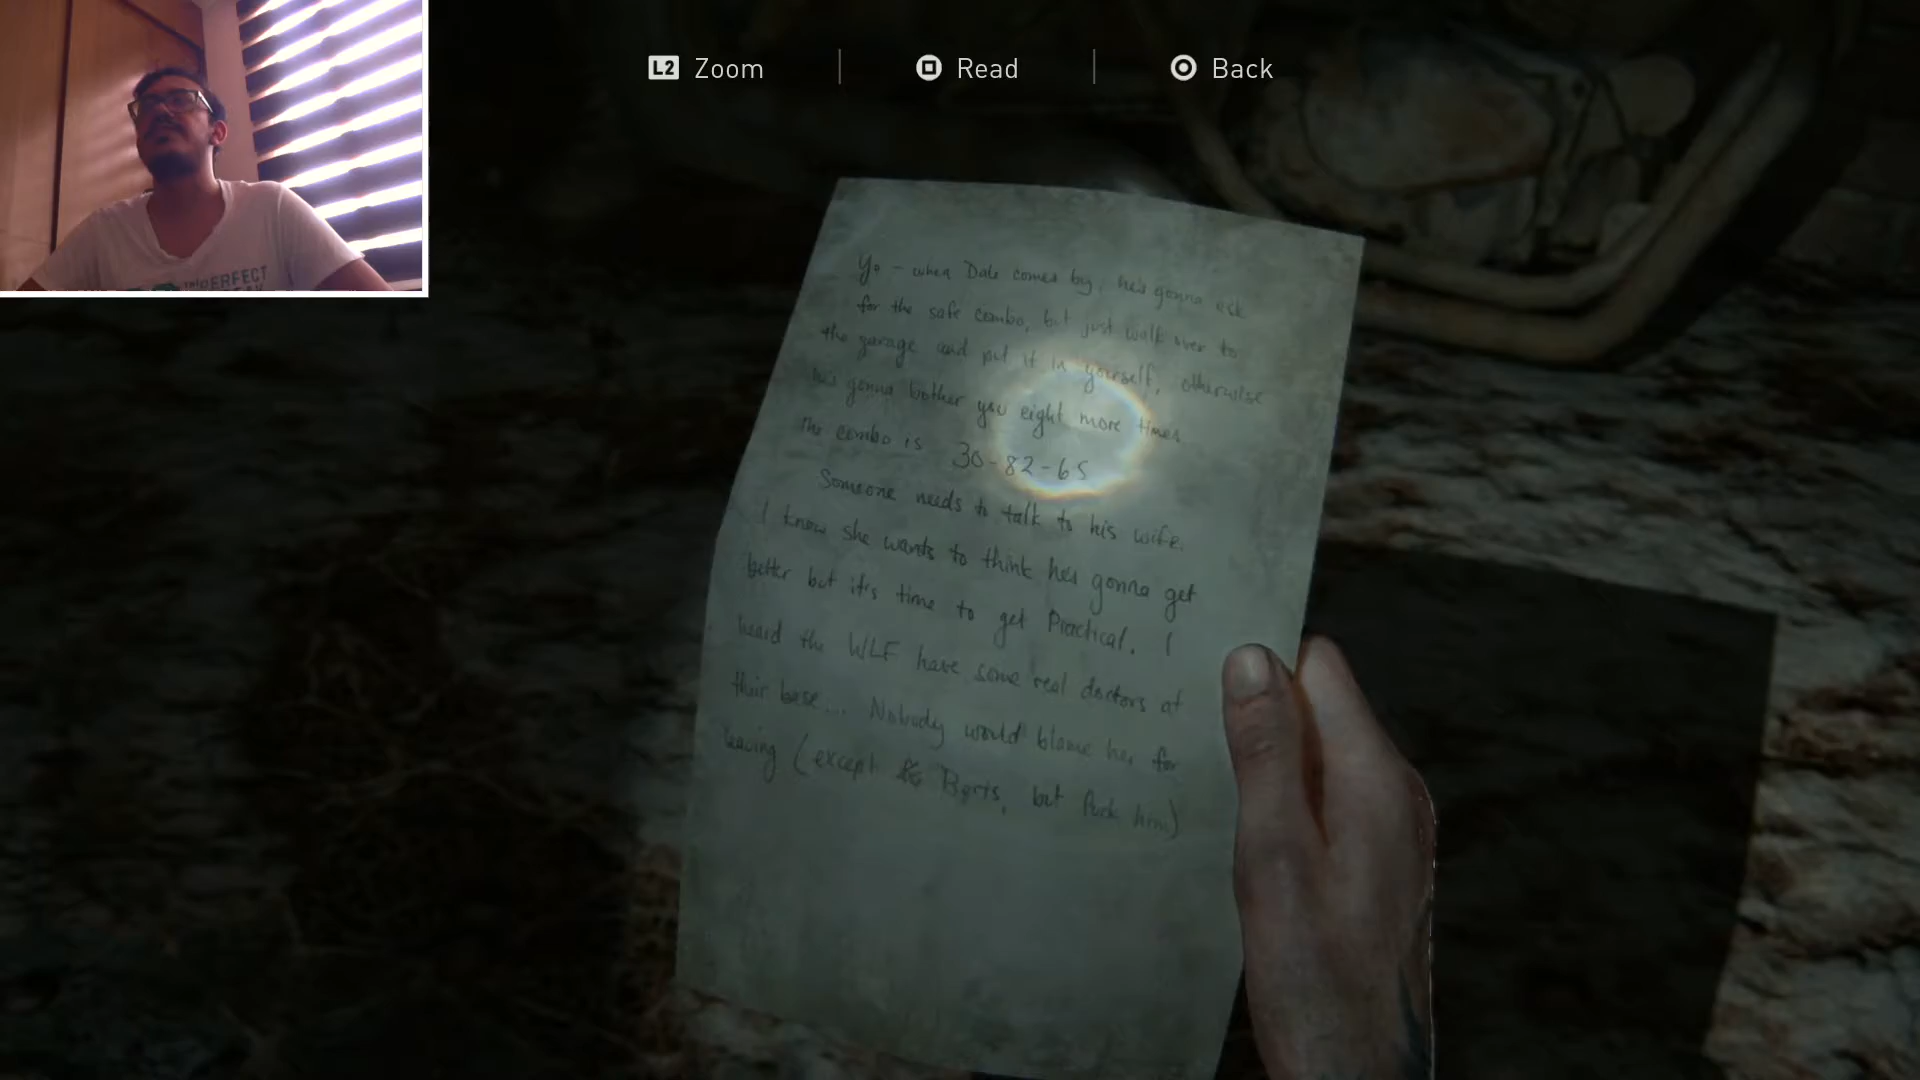 L2 Zoom | Read | Back
Yo - when Dale comes by, he's gonna ask
for the safe combo, but just walk over to
the garage and put it in yourself, otherwise
he's gonna bother you eight more times
The combo is 30-82-65
Someone needs to talk to his wife.
I know she wants to think he's gonna get
better but it's time to get Practical. I
heard the WLF have some real doctors at
their base... Nobody would blame her for
leaving (except Boris, but fuck him)
PERFECT